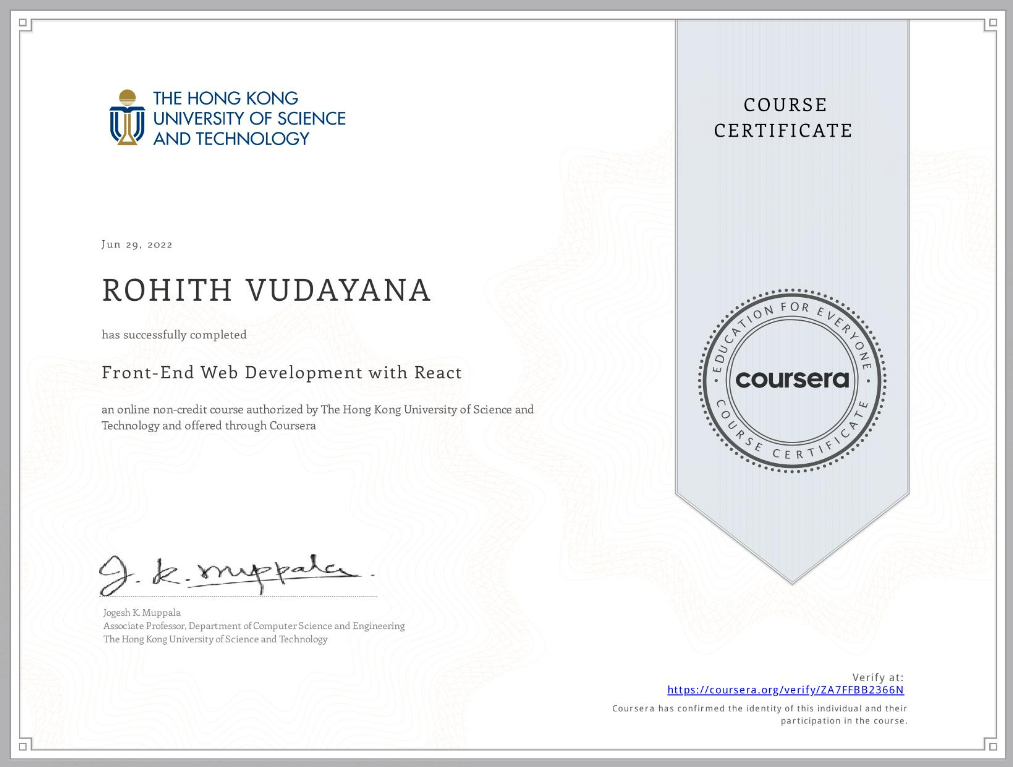 THE HONG KONG
UNIVERSITY OF SCIENCE
AND TECHNOLOGY
COURSE
CERTIFICATE
Jun 29, 2022
ROHITH VUDAYANA
has successfully completed
Front-End Web Development with React
an online non-credit course authorized by The Hong Kong University of Science and
Technology and offered through Coursera
EDUCATION FOR EVERYONE
coursera
COURSE CERTIFICATE
J. K. Muppala
Jogesh K. Muppala
Associate Professor, Department of Computer Science and Engineering
The Hong Kong University of Science and Technology
Verify at:
https://coursera.org/verify/ZA7FFBB2366N
Coursera has confirmed the identity of this individual and their
participation in the course.